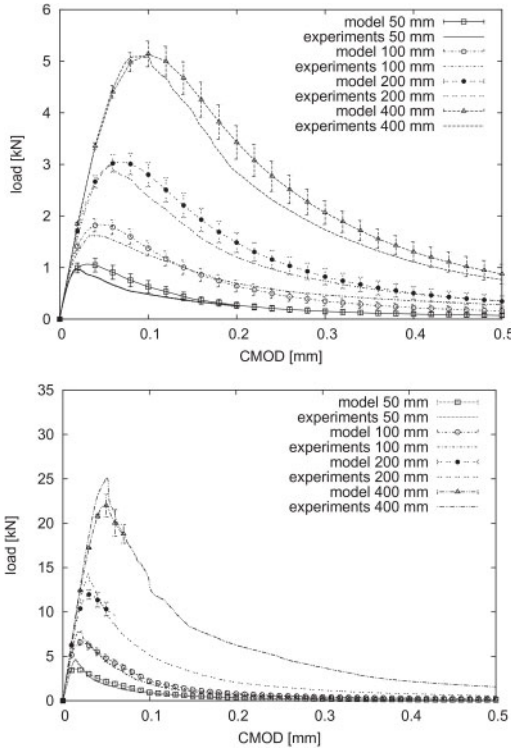 6
5
4
3
2
1
0
load [kN]
model 50 mm
experiments 50 mm
model 100 mm
experiments 100 mm
model 200 mm
experiments 200 mm
model 400 mm
experiments 400 mm
0 0.1 0.2 0.3 0.4 0.5
CMOD [mm]
35
30
25
20
15
10
5
0
load [kN]
model 50 mm
experiments 50 mm
model 100 mm
experiments 100 mm
model 200 mm
experiments 200 mm
model 400 mm
experiments 400 mm
0 0.1 0.2 0.3 0.4 0.5
CMOD [mm]